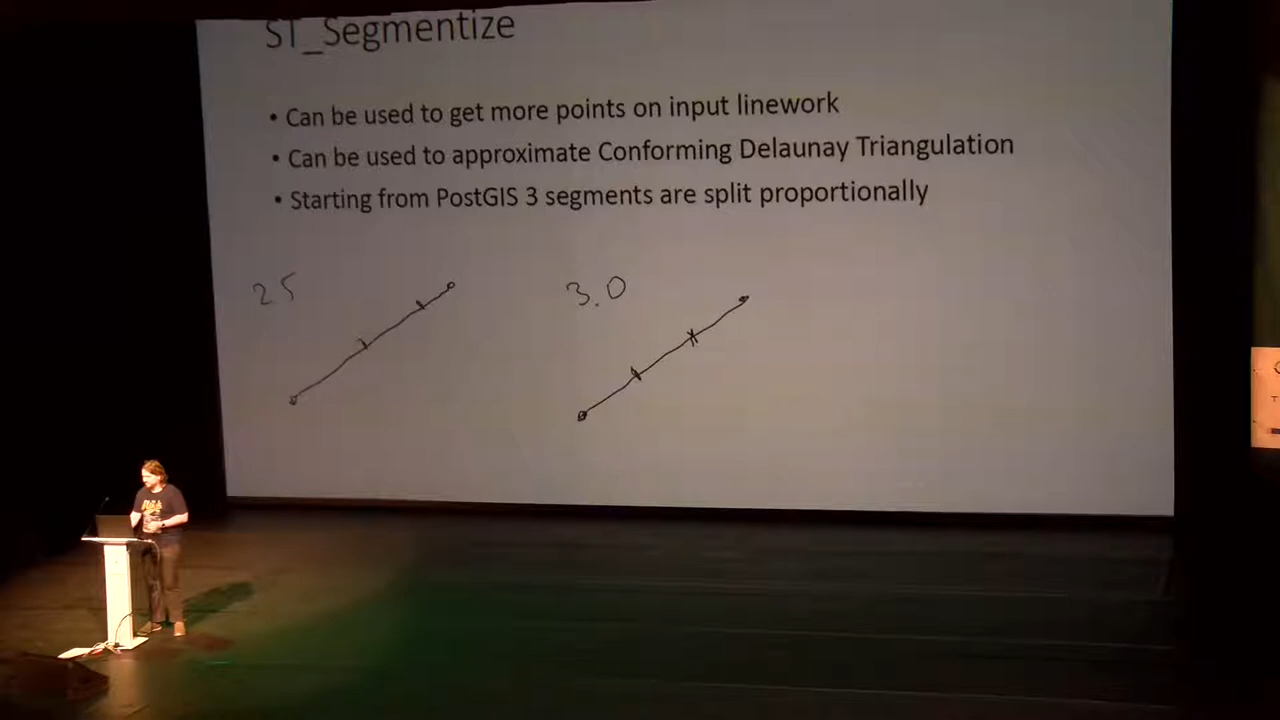 ST_Segmentize
• Can be used to get more points on input linework
• Can be used to approximate Conforming Delaunay Triangulation
• Starting from PostGIS 3 segments are split proportionally
2.5
3.0